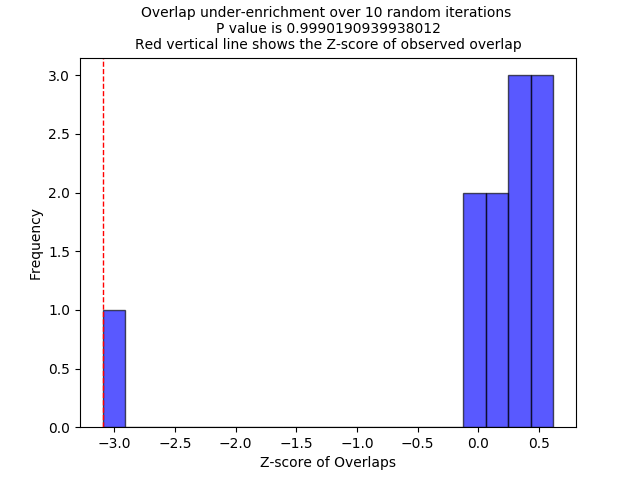 Overlap under-enrichment over 10 random iterations
P value is 0.9990190939938012
Red vertical line shows the Z-score of observed overlap
3.0
2.5
2.0
1.5
1.0
0.5
0.0
Frequency
−3.0 −2.5 −2.0 −1.5 −1.0 −0.5 0.0 0.5
Z-score of Overlaps